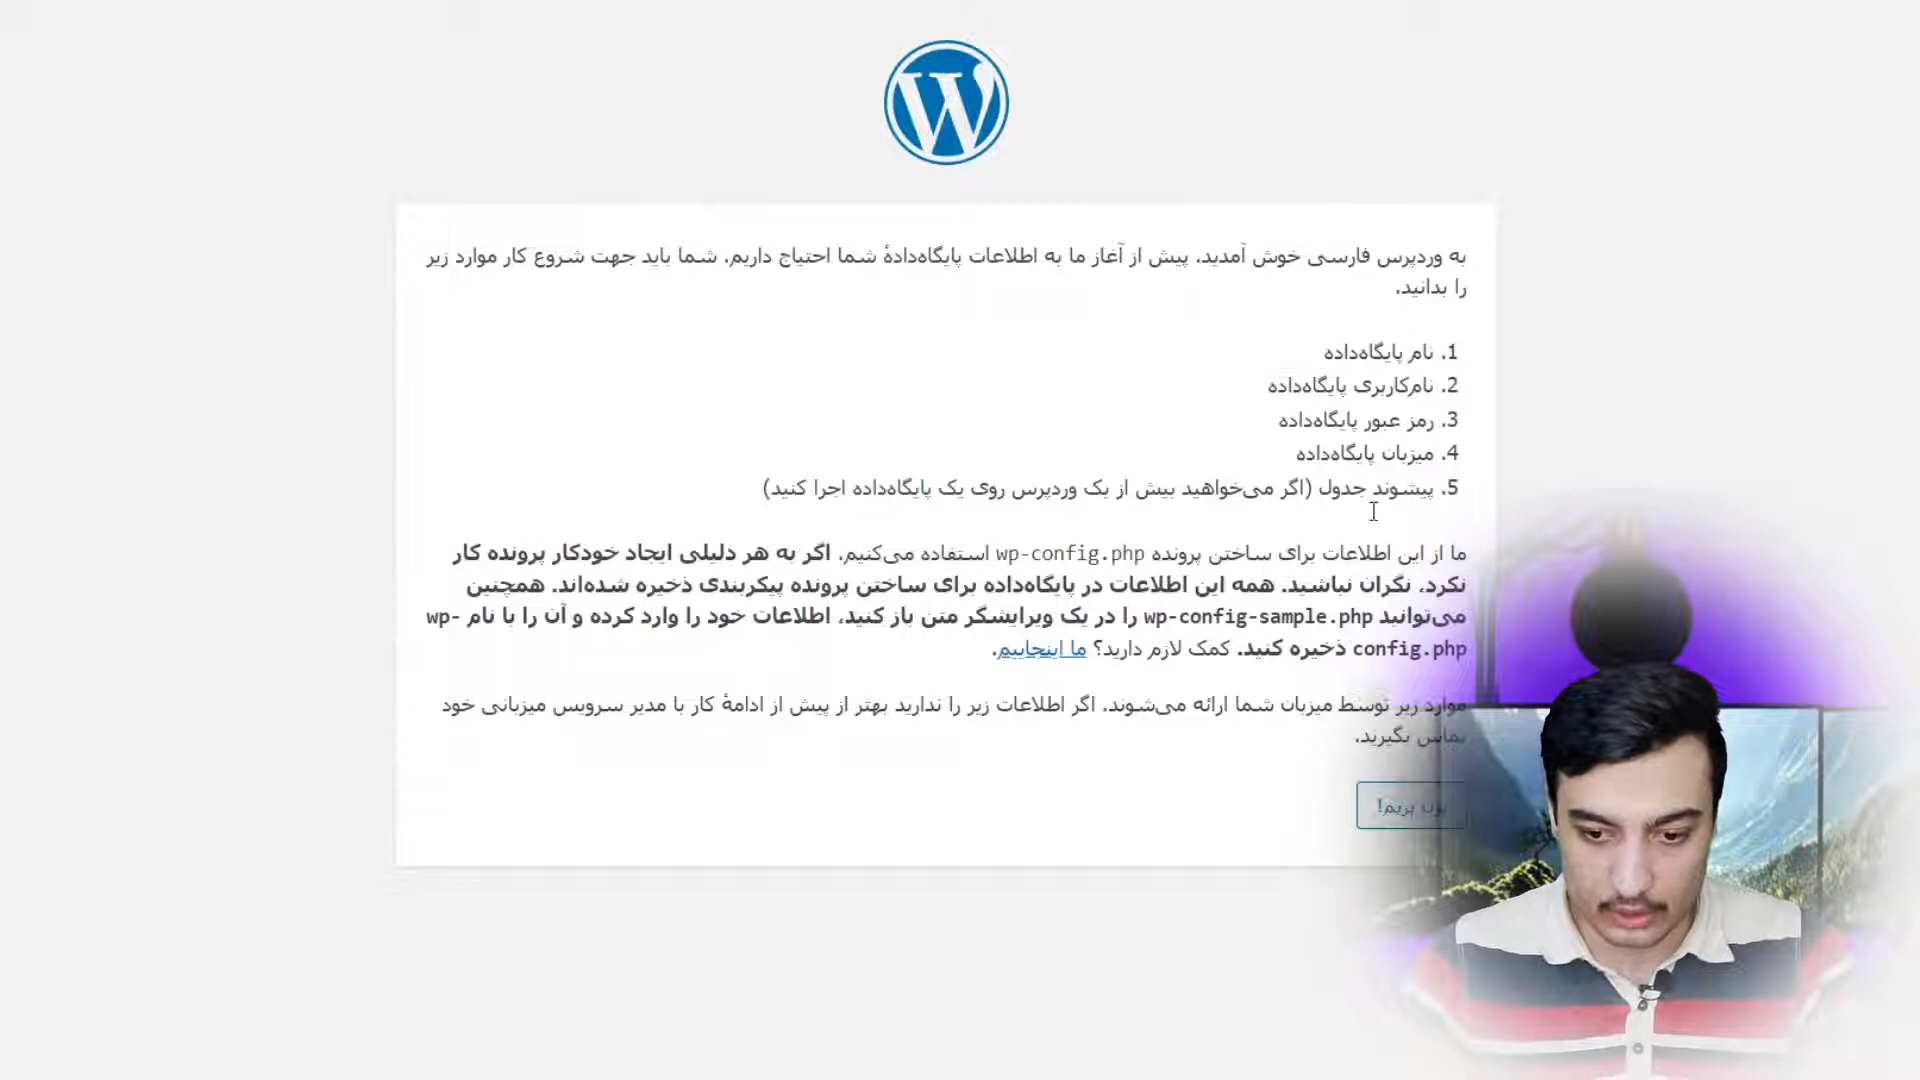 به وردپرس فارسی خوش آمدید. پیش از آغاز ما به اطلاعات پایگاه‌دادهٔ شما احتیاج داریم. شما باید جهت شروع کار موارد زیر
را بدانید.
1. نام پایگاه‌داده
2. نام‌کاربری پایگاه‌داده
3. رمز عبور پایگاه‌داده
4. میزبان پایگاه‌داده
5. پیشوند جدول (اگر می‌خواهید بیش از یک وردپرس روی یک پایگاه‌داده اجرا کنید)
ما از این اطلاعات برای ساختن پرونده wp-config.php استفاده می‌کنیم. اگر به هر دلیلی ایجاد خودکار پرونده کار
نکرد، نگران نباشید. همه این اطلاعات در پایگاه‌داده برای ساختن پرونده پیکربندی ذخیره شده‌اند. همچنین
می‌توانید wp-config-sample.php را در یک ویرایشگر متن باز کنید، اطلاعات خود را وارد کرده و آن را با نام wp-
config.php ذخیره کنید. کمک لازم دارید؟ ما اینجاییم.
موارد زیر توسط میزبان شما ارائه می‌شوند. اگر اطلاعات زیر را ندارید بهتر از پیش از ادامهٔ کار با مدیر سرویس میزبانی خود
تماس بگیرید.
بزن بریم!